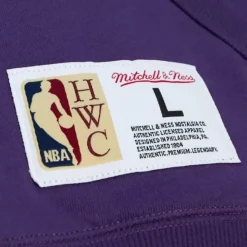 Mitchell & Ness
H
W
C
NBA
L
MITCHELL & NESS NOSTALGIA CO.
AUTHENTIC LICENSED APPAREL
DESIGNED IN PHILADELPHIA, PA
ESTABLISHED 1904
AUTHENTIC.PREMIUM.LEGENDARY.